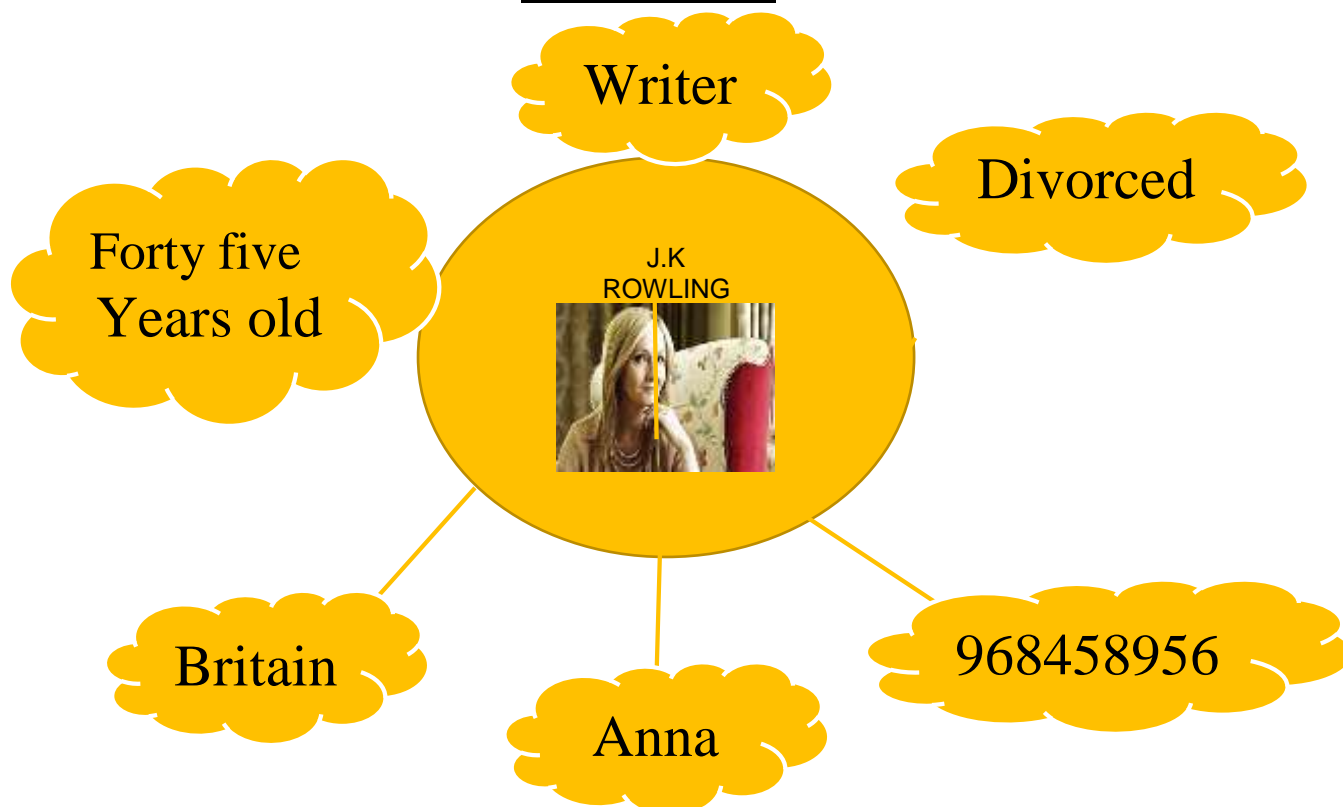 Writer
Divorced
Forty five
Years old
J.K
ROWLING
Britain
Anna
968458956